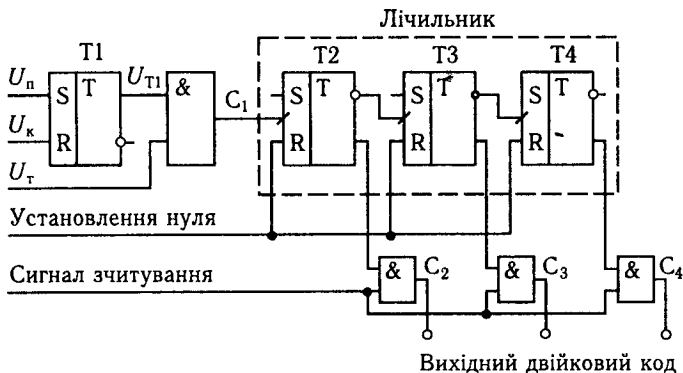 Лічильник
T1 T2 T3 T4
Uп S T UТ1 & C1 S T S T S T
Uк R R R R
Uт
Установлення нуля
Сигнал зчитування & C2 & C3 & C4
Вихідний двійковий код